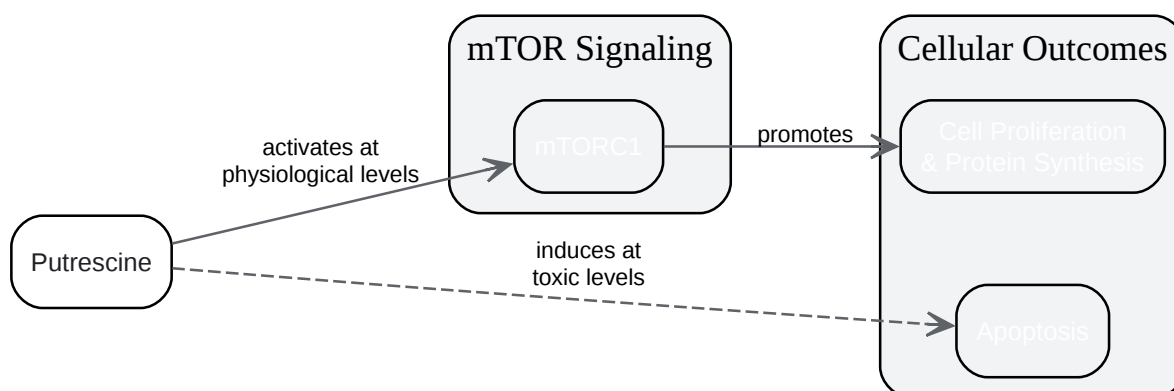 mTOR Signaling
Cellular Outcomes
mTORC1
promotes
Cell Proliferation
& Protein Synthesis
activates at
physiological levels
Putrescine
induces at
toxic levels
Apoptosis